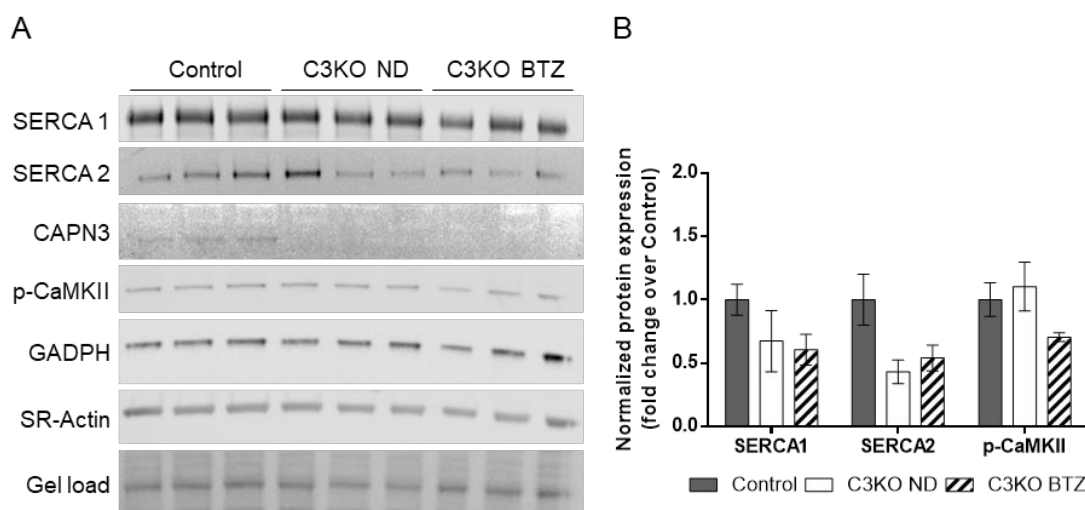 A
Control C3KO ND C3KO BTZ
SERCA 1
SERCA 2
CAPN3
p-CaMKII
GADPH
SR-Actin
Gel load
B
Normalized protein expression
(fold change over Control)
2.0
1.5
1.0
0.5
0.0
SERCA1 SERCA2 p-CaMKII
Control C3KO ND C3KO BTZ